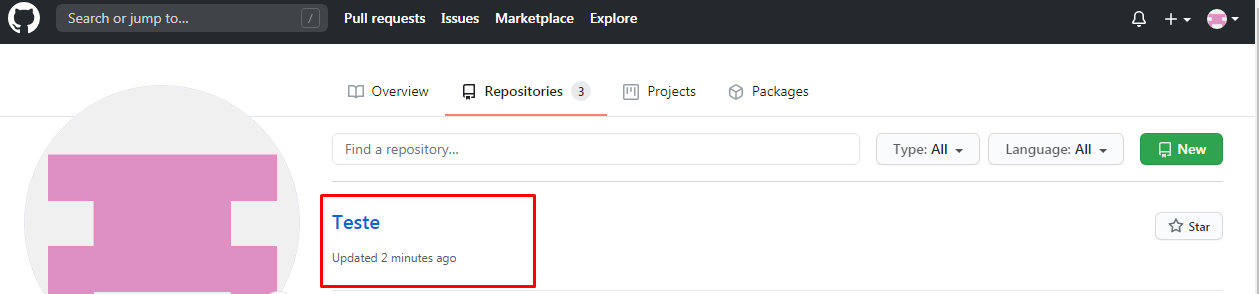 Search or jump to... /
Pull requests Issues Marketplace Explore
Overview Repositories 3 Projects Packages
Find a repository... Type: All Language: All New
Teste
Star
Updated 2 minutes ago